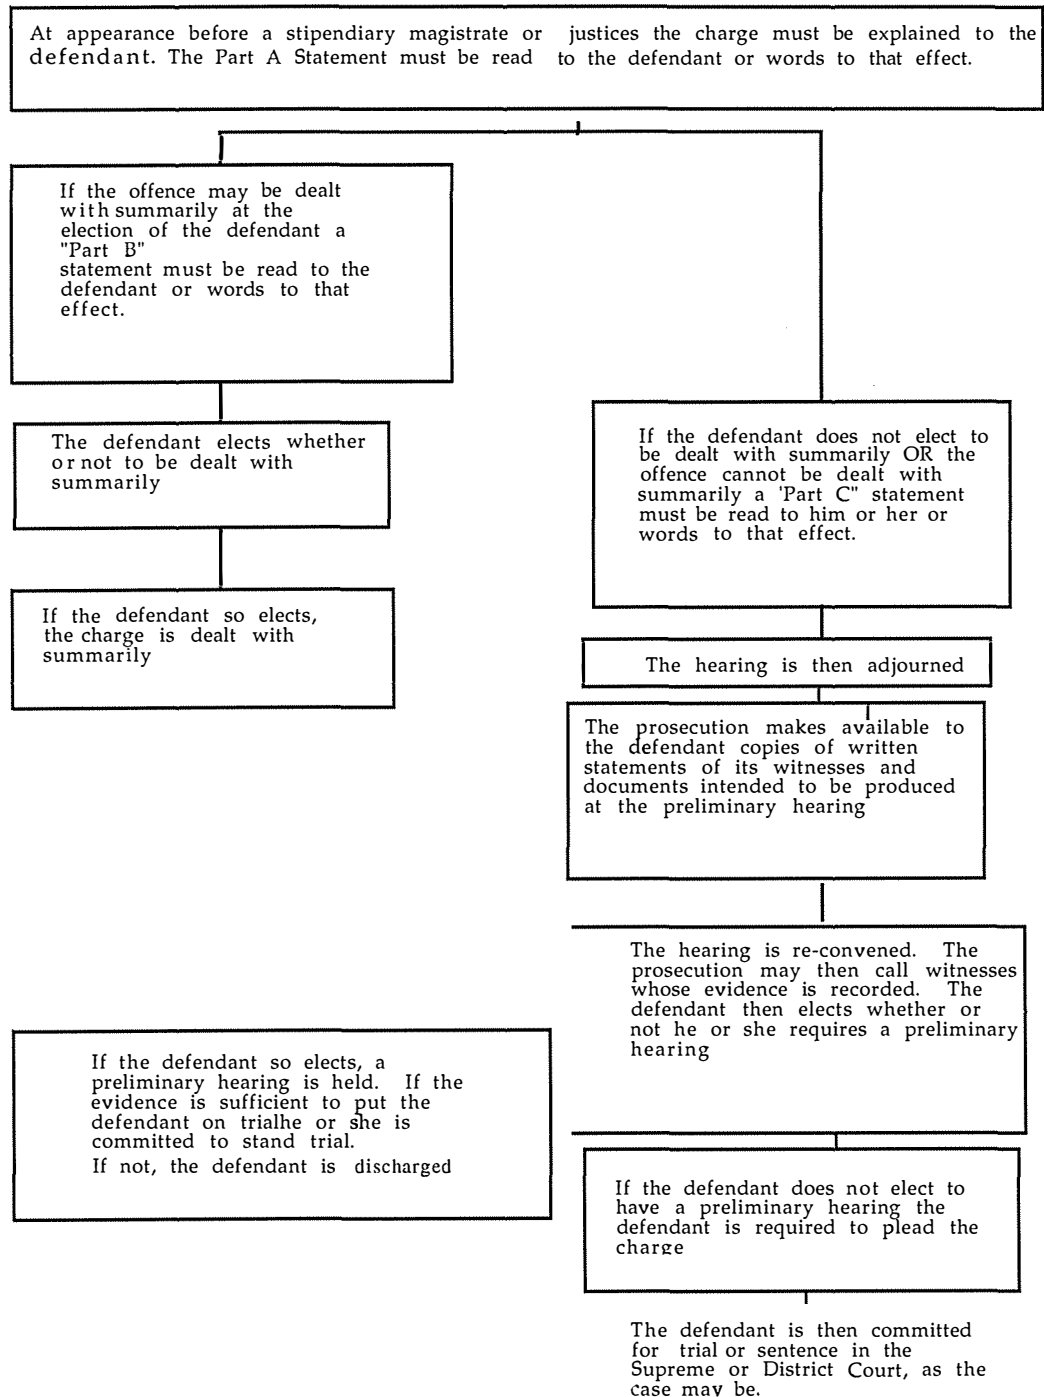 At appearance before a stipendiary magistrate or justices the charge must be explained to the
defendant. The Part A Statement must be read to the defendant or words to that effect.
If the offence may be dealt
with summarily at the
election of the defendant a
"Part B"
statement must be read to the
defendant or words to that
effect.
The defendant elects whether
or not to be dealt with
summarily
If the defendant so elects,
the charge is dealt with
summarily
If the defendant does not elect to
be dealt with summarily OR the
offence cannot be dealt with
summarily a 'Part C" statement
must be read to him or her or
words to that effect.
The hearing is then adjourned
The prosecution makes available to
the defendant copies of written
statements of its witnesses and
documents intended to be produced
at the preliminary hearing
The hearing is re-convened. The
prosecution may then call witnesses
whose evidence is recorded. The
defendant then elects whether or
not he or she requires a preliminary
hearing
If the defendant so elects, a
preliminary hearing is held. If the
evidence is sufficient to put the
defendant on trialhe or she is
committed to stand trial.
If not, the defendant is discharged
If the defendant does not elect to
have a preliminary hearing the
defendant is required to plead the
charge
The defendant is then committed
for trial or sentence in the
Supreme or District Court, as the
case may be.